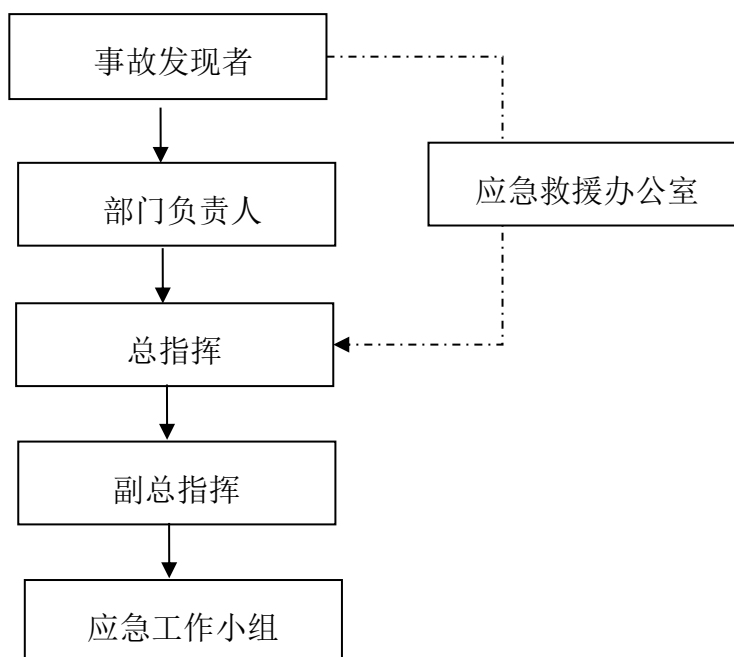 事故发现者
部门负责人
应急救援办公室
总指挥
副总指挥
应急工作小组